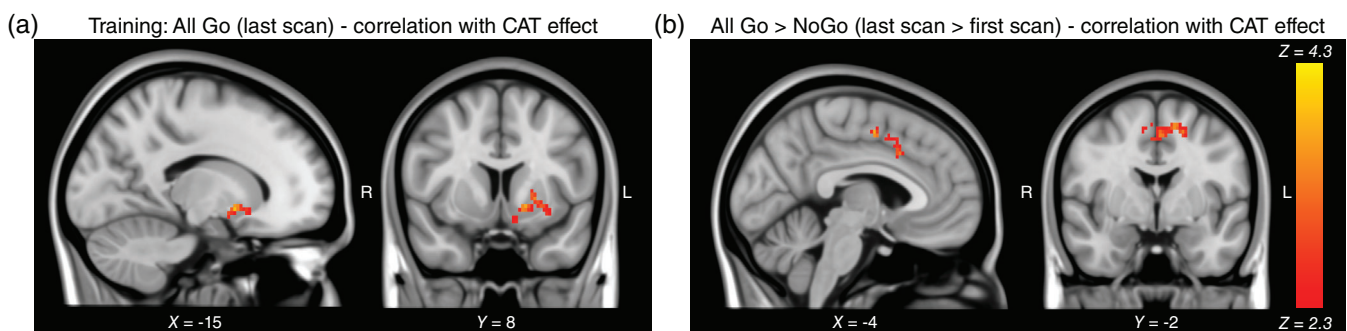 (a) Training: All Go (last scan) - correlation with CAT effect
R
L
X = -15
Y = 8
(b) All Go > NoGo (last scan > first scan) - correlation with CAT effect
Z = 4.3
R
L
X = -4
Y = -2
Z = 2.3